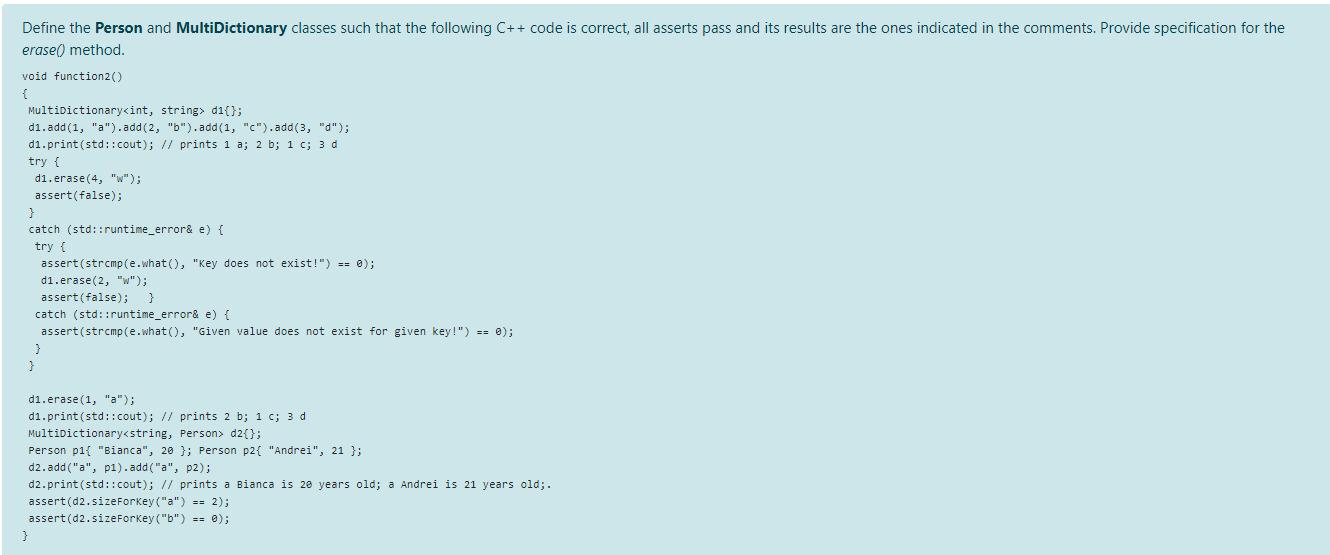 Define the Person and MultiDictionary classes such that the following C++ code is correct, all asserts pass and its results are the ones indicated in the comments. Provide specification for the
erase() method.
void function2()
{
MultiDictionary<int, string> d1{};
d1.add(1, "a").add(2, "b").add(1, "c").add(3, "d");
d1.print(std::cout); // prints 1 a; 2 b; 1 c; 3 d
try {
d1.erase(4, "w");
assert(false);
}
catch (std::runtime_error& e) {
try {
assert(strcmp(e.what(), "Key does not exist!") == 0);
d1.erase(2, "w");
assert(false); }
catch (std::runtime_error& e) {
assert(strcmp(e.what(), "Given value does not exist for given key!") == 0);
}
}
d1.erase(1, "a");
d1.print(std::cout); // prints 2 b; 1 c; 3 d
MultiDictionary<string, Person> d2{};
Person p1{ "Bianca", 20 }; Person p2{ "Andrei", 21 };
d2.add("a", p1).add("a", p2);
d2.print(std::cout); // prints a Bianca is 20 years old; a Andrei is 21 years old;.
assert(d2.sizeForKey("a") == 2);
assert(d2.sizeForKey("b") == 0);
}